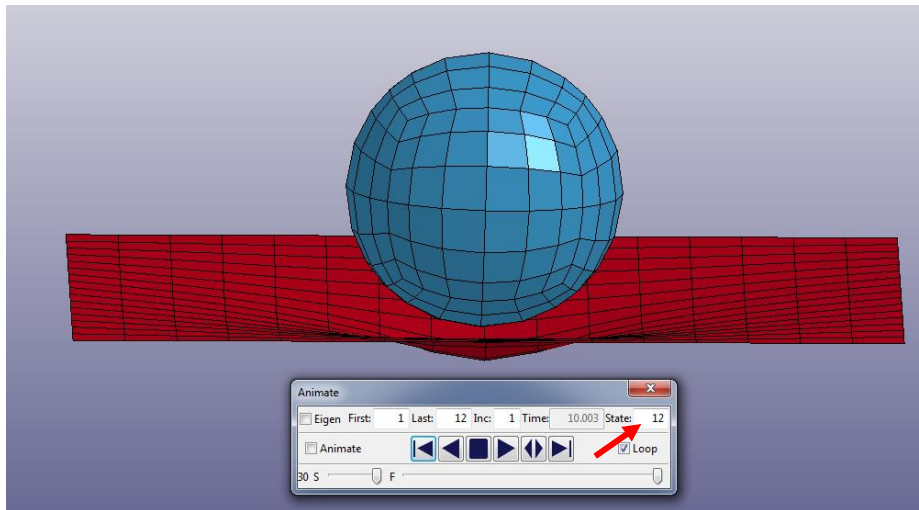 Animate
Eigen First: 1 Last: 12 Inc: 1 Time: 10.003 State: 12
Animate Loop
30 S F